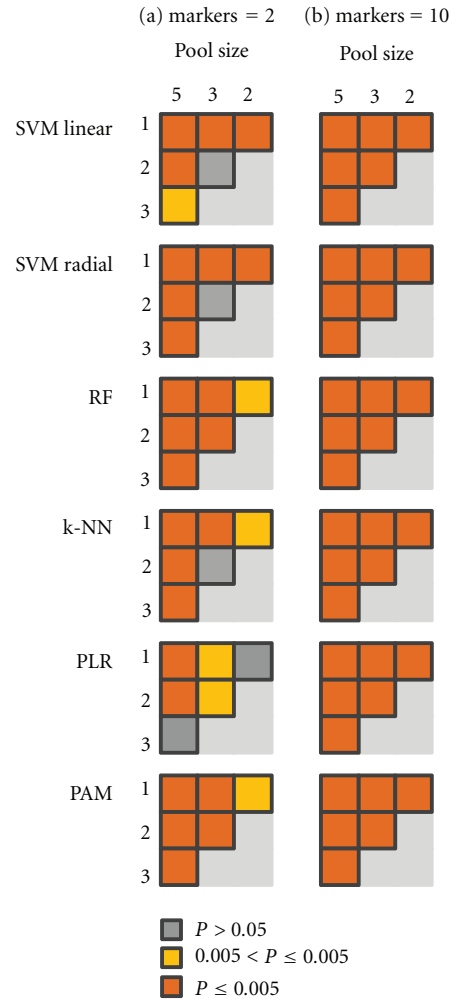 (a) markers = 2 (b) markers = 10
Pool size Pool size
5 3 2 5 3 2
SVM linear 1
2
3
SVM radial 1
2
3
RF 1
2
3
k-NN 1
2
3
PLR 1
2
3
PAM 1
2
3
P > 0.05
0.005 < P ≤ 0.005
P ≤ 0.005